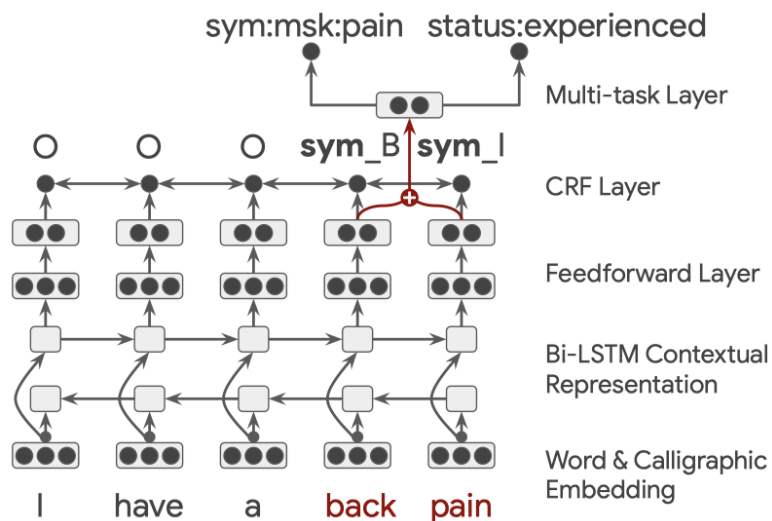 sym:msk:pain status:experienced
Multi-task Layer
O O O sym_B sym_I
CRF Layer
Feedforward Layer
Bi-LSTM Contextual
Representation
Word & Calligraphic
Embedding
I have a back pain